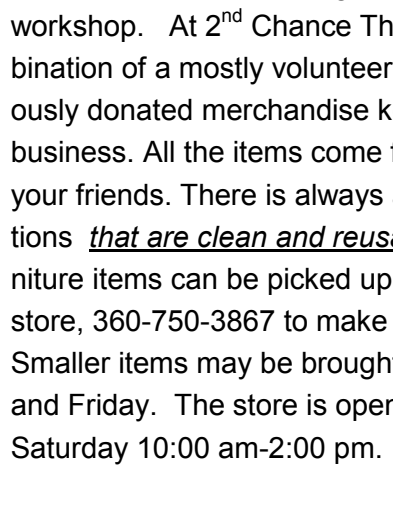 workshop. At 2nd Chance Th
bination of a mostly volunteer
ously donated merchandise k
business. All the items come
your friends. There is always
tions that are clean and reusa
niture items can be picked up
store, 360-750-3867 to make
Smaller items may be brought
and Friday. The store is oper
Saturday 10:00 am-2:00 pm.